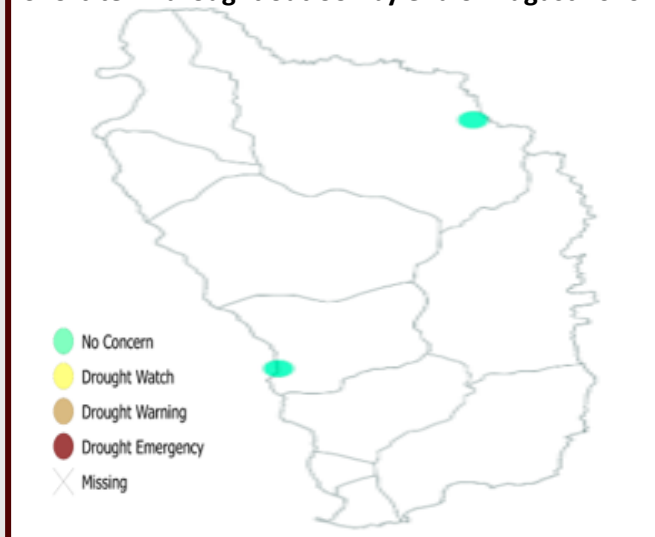 No Concern
Drought Watch
Drought Warning
Drought Emergency
Missing